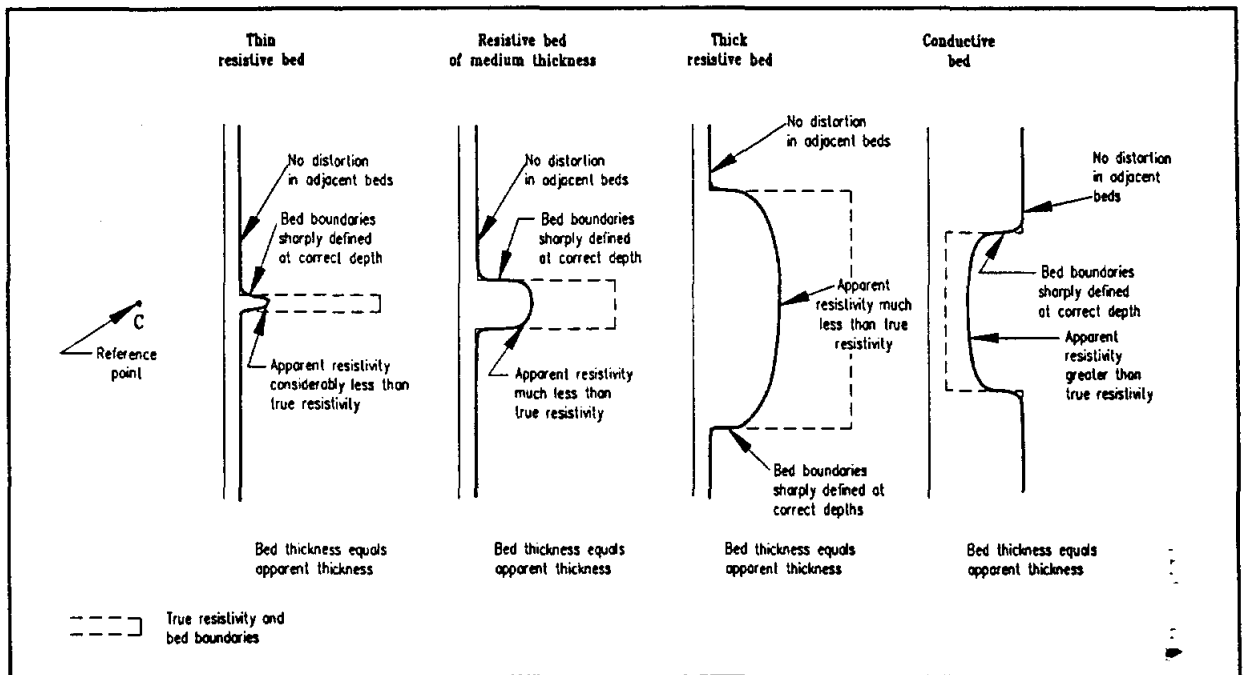 Thin
resistive bed
Resistive bed
of medium thickness
Thick
resistive bed
Conductive
bed
No distortion
in adjacent beds
Bed boundaries
sharply defined
at correct depth
Apparent resistivity
considerably less than
true resistivity
C
Reference
point
No distortion
in adjacent beds
Bed boundaries
sharply defined
at correct depth
Apparent resistivity
much less than
true resistivity
No distortion
in adjacent beds
Apparent
resistivity much
less than true
resistivity
Bed boundaries
sharply defined at
correct depths
No distortion
in adjacent
beds
Bed boundaries
sharply defined
at correct depth
Apparent
resistivity
greater than
true resistivity
Bed thickness equals
apparent thickness
Bed thickness equals
apparent thickness
Bed thickness equals
apparent thickness
Bed thickness equals
apparent thickness
True resistivity and
bed boundaries